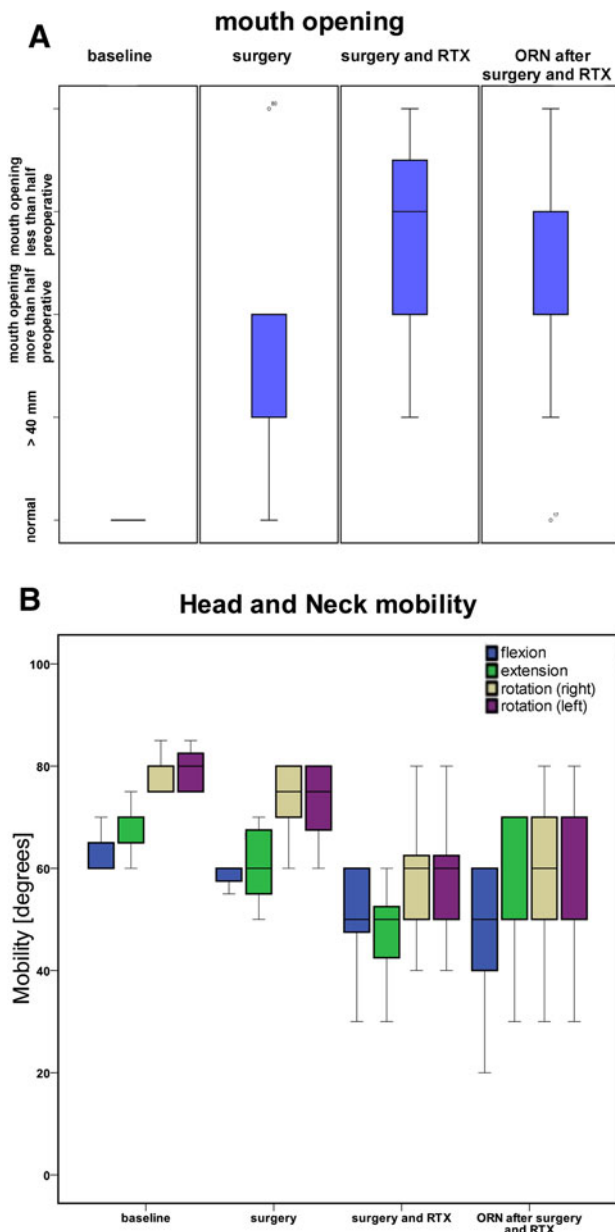 A
mouth opening
baseline
surgery
surgery and RTX
ORN after
surgery and RTX
mouth opening
less than half
preoperative
mouth opening
more than half
preoperative
> 40 mm
normal
B
Head and Neck mobility
flexion
extension
rotation (right)
rotation (left)
Mobility [degrees]
100
80
60
40
20
0
baseline
surgery
surgery and RTX
ORN after surgery
and RTX